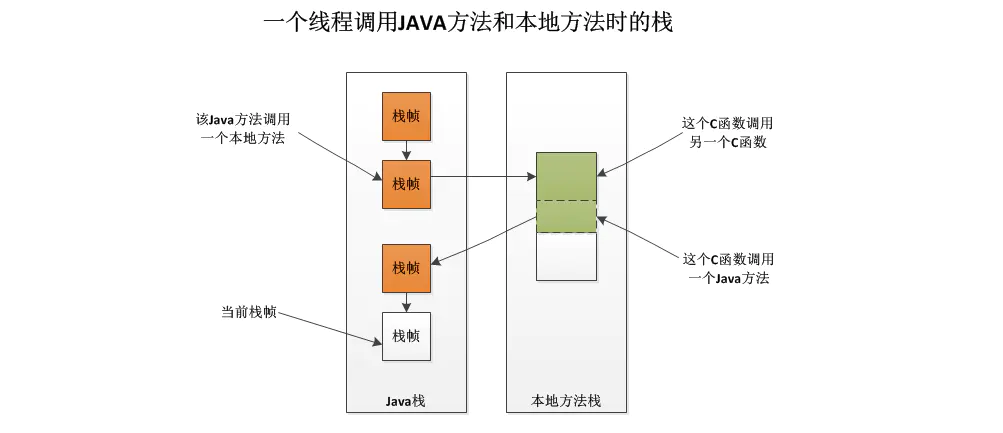 一个线程调用JAVA方法和本地方法时的栈
栈帧
该Java方法调用
一个本地方法
栈帧
这个C函数调用
另一个C函数
栈帧
这个C函数调用
一个Java方法
当前栈帧
栈帧
Java栈
本地方法栈